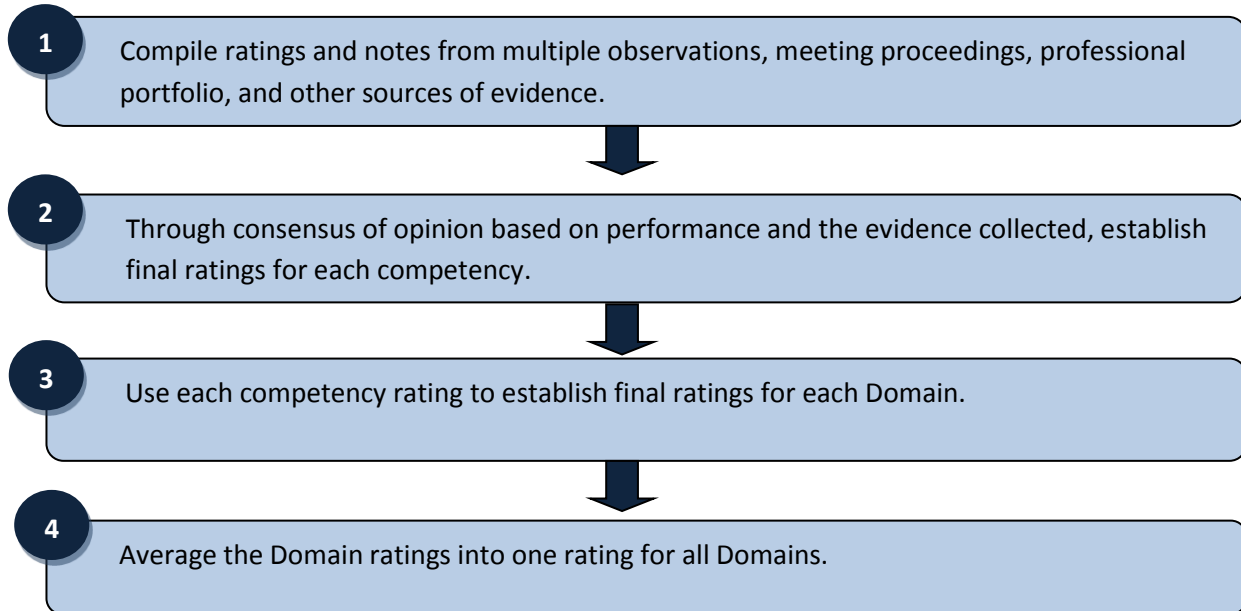 1
Compile ratings and notes from multiple observations, meeting proceedings, professional
portfolio, and other sources of evidence.
2
Through consensus of opinion based on performance and the evidence collected, establish
final ratings for each competency.
3
Use each competency rating to establish final ratings for each Domain.
4
Average the Domain ratings into one rating for all Domains.